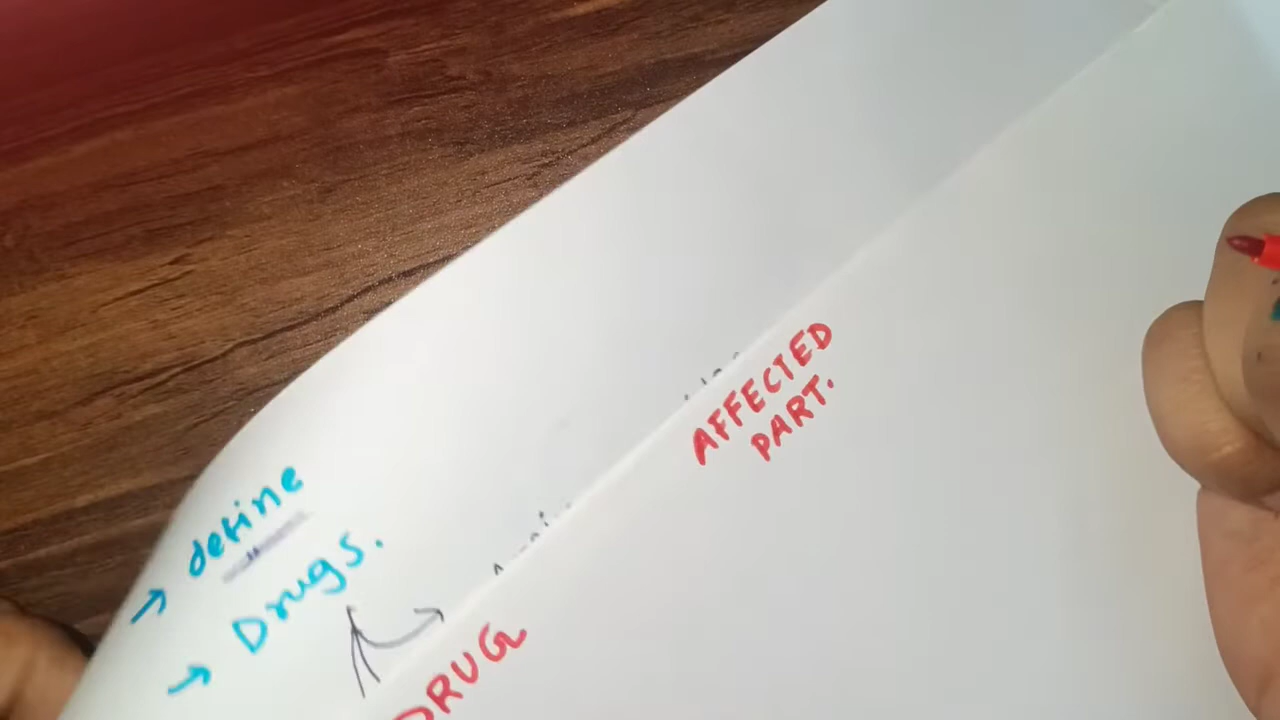 → define
→ Drugs.
DRUG
AFFECTED
PART.